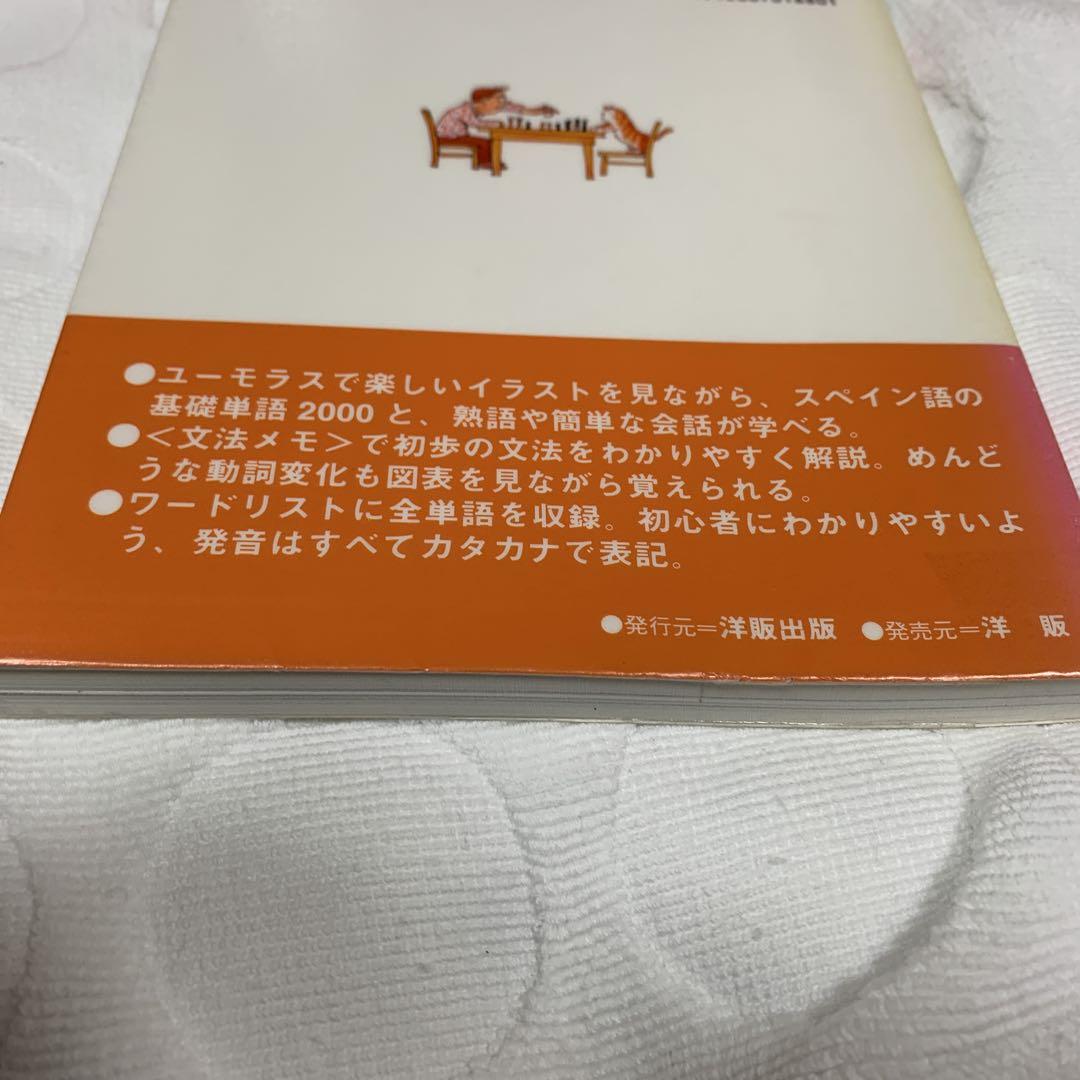 ●ユーモラスで楽しいイラストを見ながら、スペイン語の
基礎単語2000と、熟語や簡単な会話が学べる。
●＜文法メモ＞で初歩の文法をわかりやすく解説。めんど
うな動詞変化も図表を見ながら覚えられる。
●ワードリストに全単語を収録。初心者にわかりやすいよ
う、発音はすべてカタカナで表記。
●発行元＝洋販出版 ●発売元＝洋 販